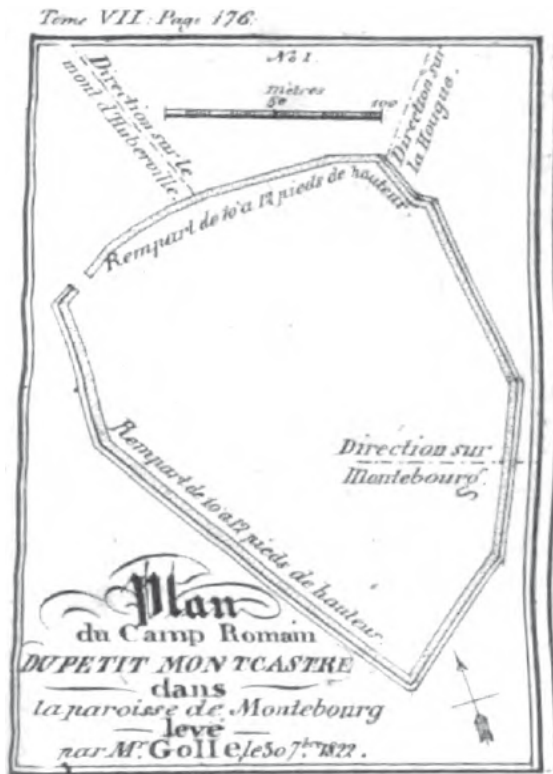 Tome VII: Page 176.
No 1.
mètres
50 100
Direction sur le
mont d'Huberville.
Direction sur
la Hougue.
Rempart de 10 a 12 pieds de hauteur.
Direction sur
Montebourg
Rempart de 10 a 12 pieds de hauteur
Plan
du Camp Romain
DU PETIT MONTCASTRE
dans
la paroisse de Montebourg
levé
par Mr. Golle, le 30 7.bre 1822.